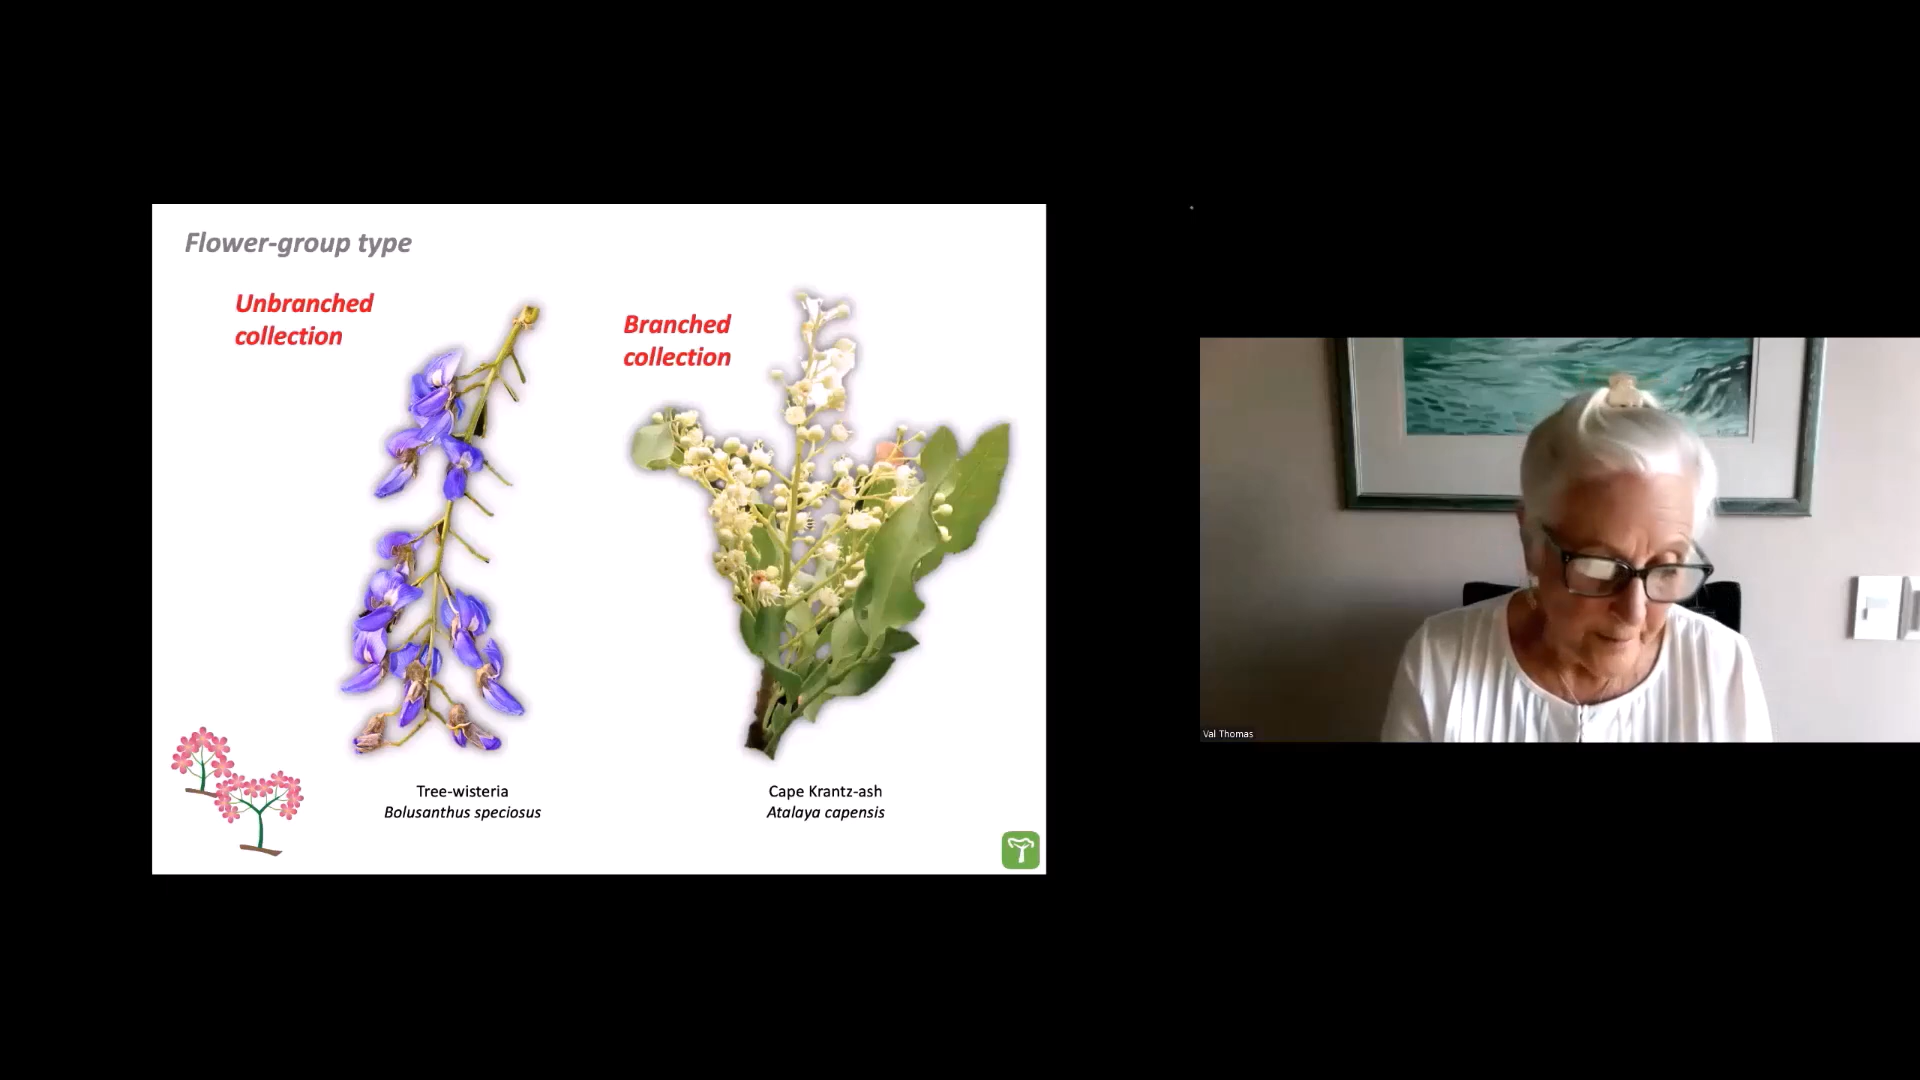 Flower-group type
Unbranched
collection
Branched
collection
Tree-wisteria
Bolusanthus speciosus
Cape Krantz-ash
Atalaya capensis
Val Thomas